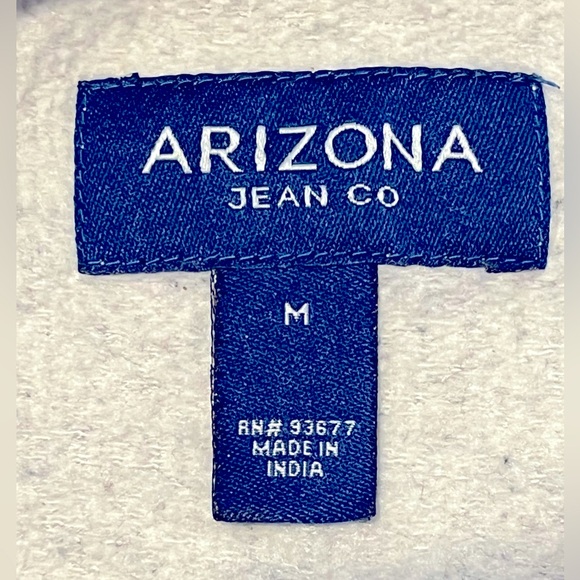 ARIZONA
JEAN CO
M
RN# 93677
MADE IN
INDIA